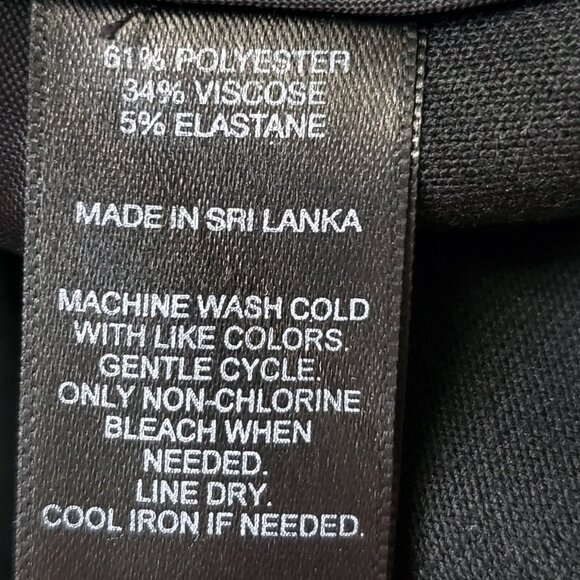 61% POLYESTER
34% VISCOSE
5% ELASTANE
MADE IN SRI LANKA
MACHINE WASH COLD
WITH LIKE COLORS.
GENTLE CYCLE.
ONLY NON-CHLORINE
BLEACH WHEN
NEEDED.
LINE DRY.
COOL IRON IF NEEDED.